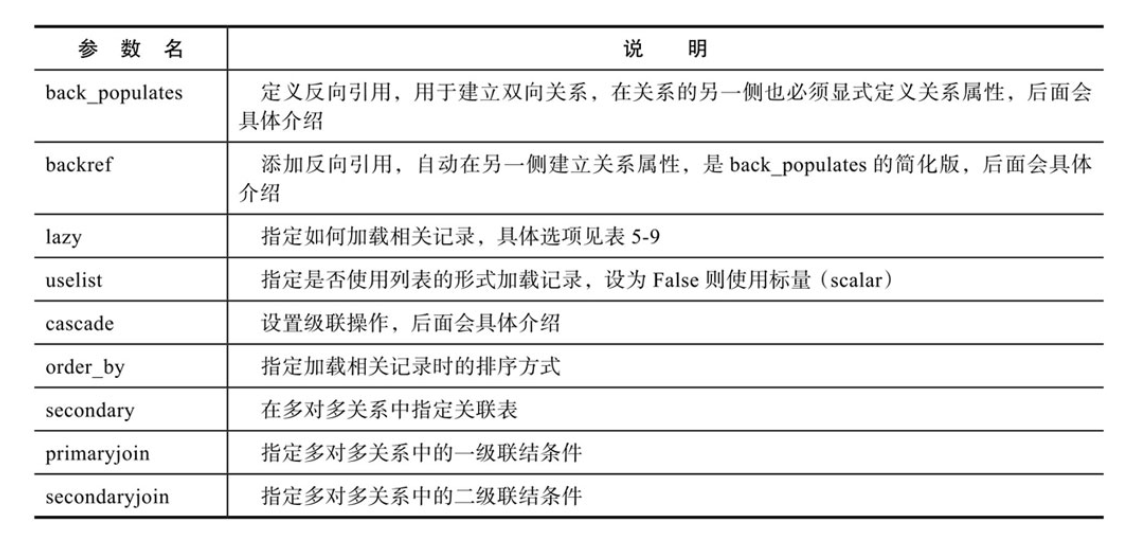 参 数 名 说 明
back_populates 定义反向引用，用于建立双向关系，在关系的另一侧也必须显式定义关系属性，后面会
具体介绍
backref 添加反向引用，自动在另一侧建立关系属性，是 back_populates 的简化版，后面会具体
介绍
lazy 指定如何加载相关记录，具体选项见表 5-9
uselist 指定是否使用列表的形式加载记录，设为 False 则使用标量（scalar）
cascade 设置级联操作，后面会具体介绍
order_by 指定加载相关记录时的排序方式
secondary 在多对多关系中指定关联表
primaryjoin 指定多对多关系中的一级联结条件
secondaryjoin 指定多对多关系中的二级联结条件